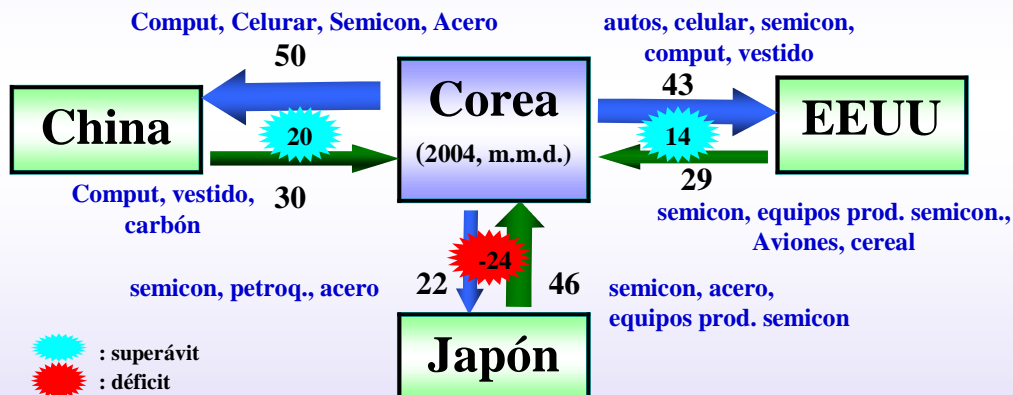 Comput, Celurar, Semicon, Acero
50
China
20
30
Comput, vestido,
carbón
Corea
(2004, m.m.d.)
autos, celular, semicon,
comput, vestido
43
EEUU
14
29
semicon, equipos prod. semicon.,
Aviones, cereal
-24
semicon, petroq., acero
22
46
semicon, acero,
equipos prod. semicon
Japón
: superávit
: déficit